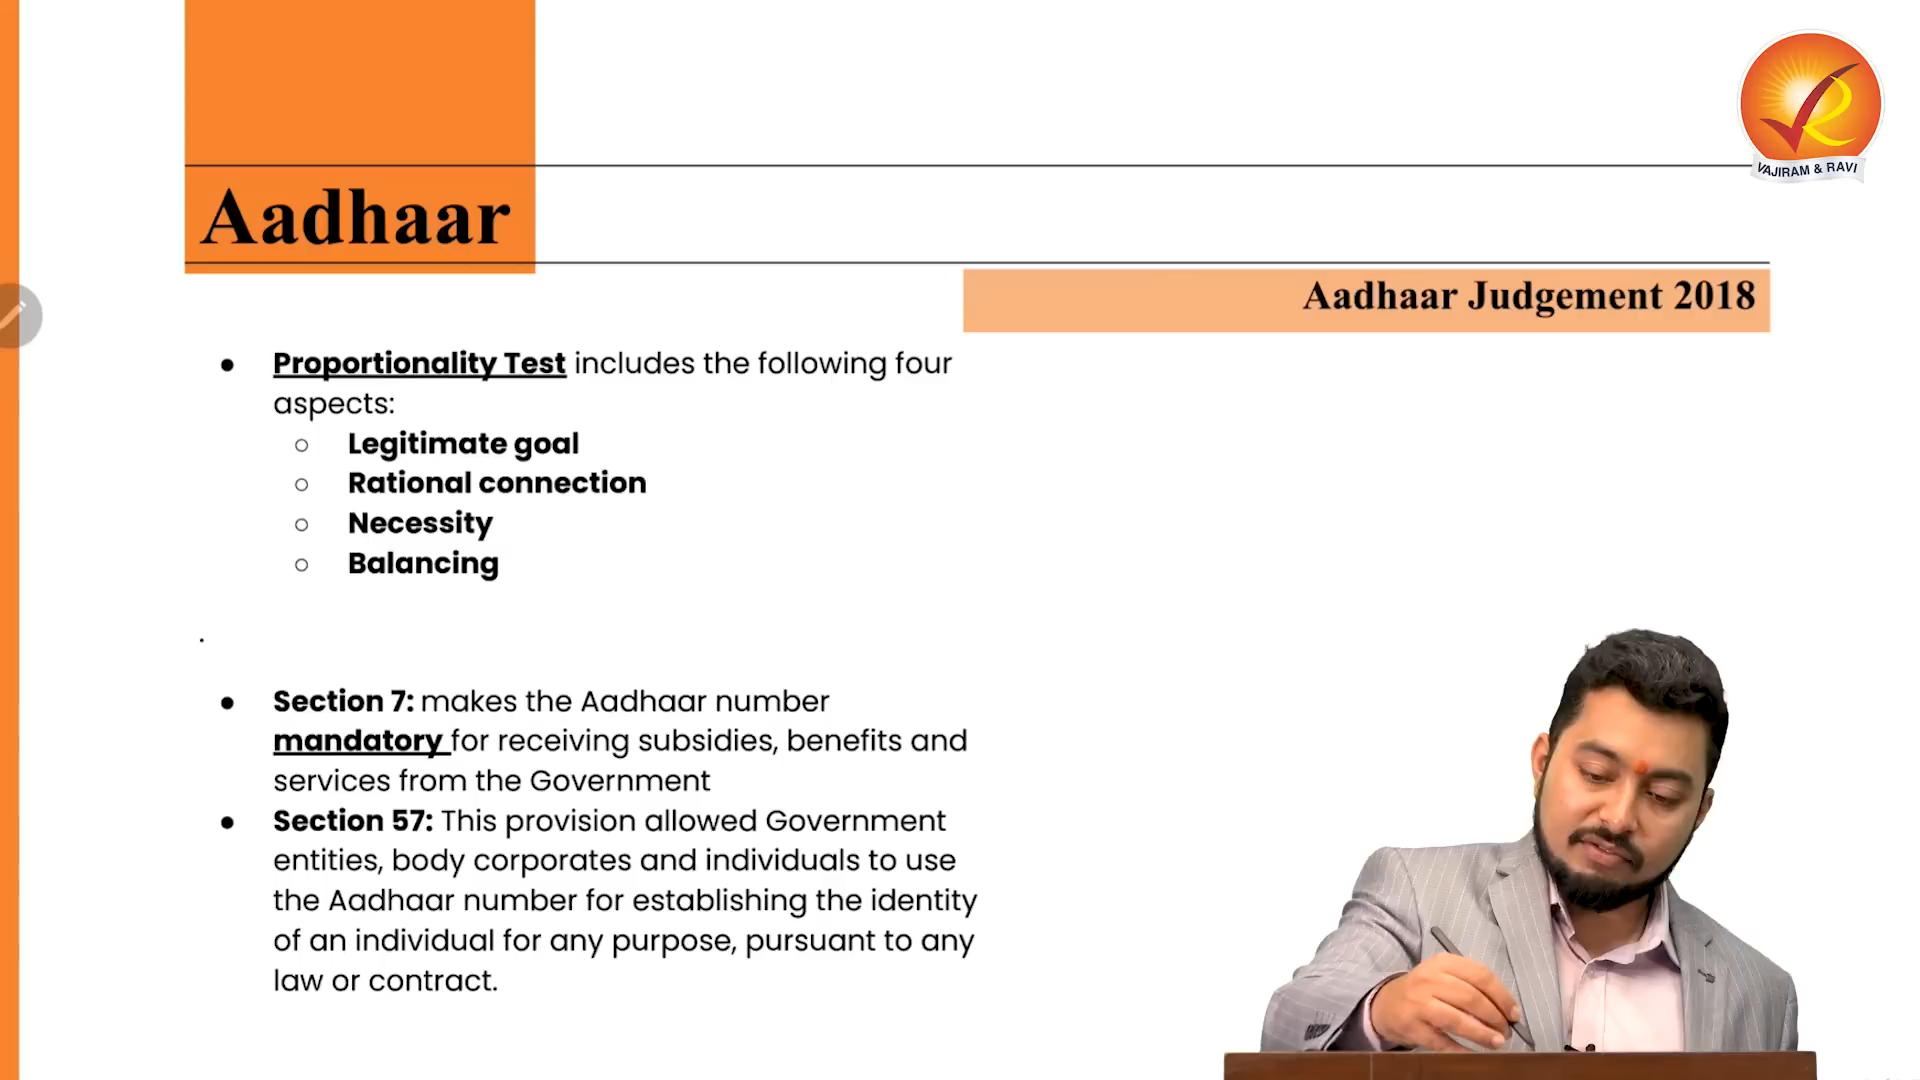 VAJIRAM & RAVI
Aadhaar
Aadhaar Judgement 2018
● Proportionality Test includes the following four
aspects:
○ Legitimate goal
○ Rational connection
○ Necessity
○ Balancing
.
● Section 7: makes the Aadhaar number
mandatory for receiving subsidies, benefits and
services from the Government
● Section 57: This provision allowed Government
entities, body corporates and individuals to use
the Aadhaar number for establishing the identity
of an individual for any purpose, pursuant to any
law or contract.